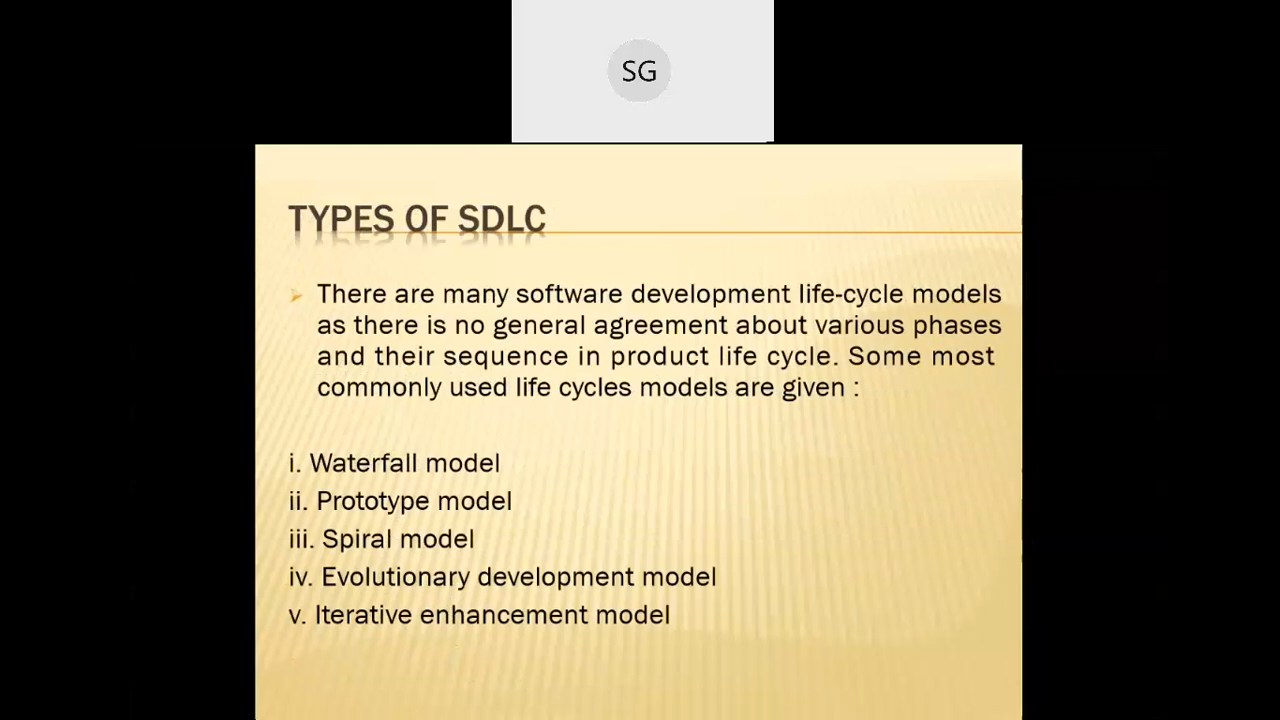 SG
TYPES OF SDLC
There are many software development life-cycle models
as there is no general agreement about various phases
and their sequence in product life cycle. Some most
commonly used life cycles models are given :
i. Waterfall model
ii. Prototype model
iii. Spiral model
iv. Evolutionary development model
v. Iterative enhancement model